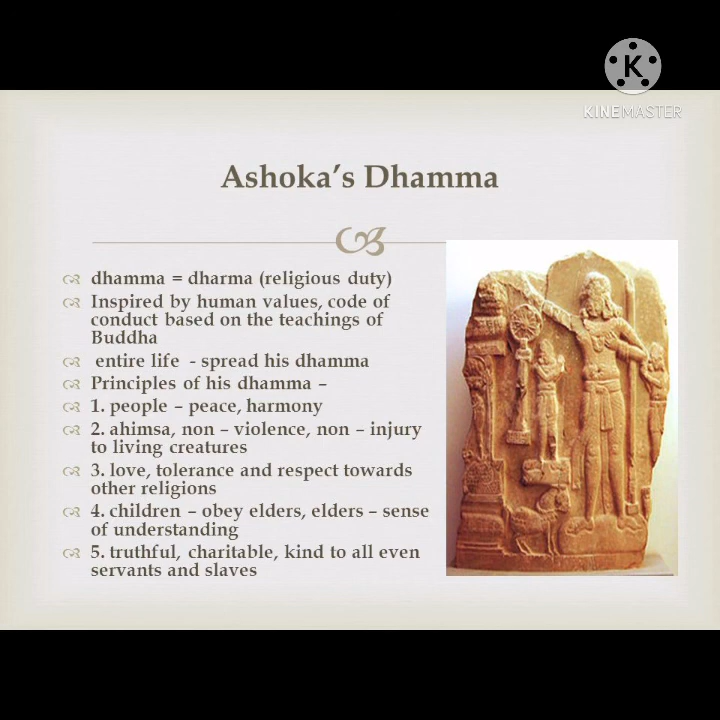 K
KINEMASTER
Ashoka’s Dhamma
dhamma = dharma (religious duty)
Inspired by human values, code of
conduct based on the teachings of
Buddha
entire life - spread his dhamma
Principles of his dhamma –
1. people – peace, harmony
2. ahimsa, non – violence, non – injury
to living creatures
3. love, tolerance and respect towards
other religions
4. children – obey elders, elders – sense
of understanding
5. truthful, charitable, kind to all even
servants and slaves